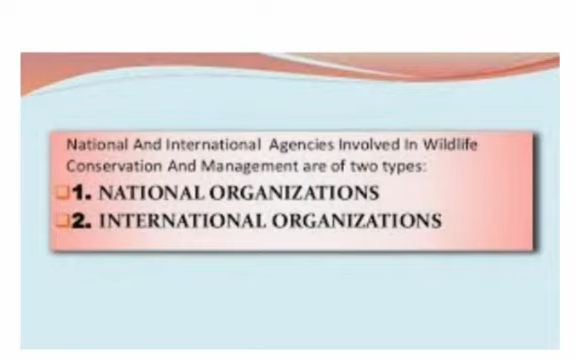 National And International Agencies Involved In Wildlife
Conservation And Management are of two types:
1. NATIONAL ORGANIZATIONS
2. INTERNATIONAL ORGANIZATIONS